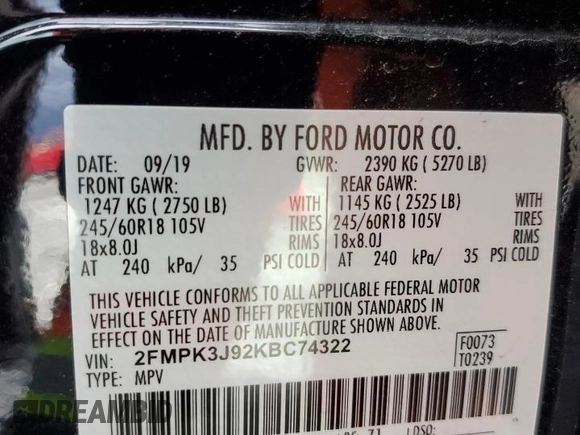 MFD. BY FORD MOTOR CO.
DATE: 09/19 GVWR: 2390 KG ( 5270 LB)
FRONT GAWR: REAR GAWR:
1247 KG ( 2750 LB) WITH 1145 KG ( 2525 LB) WITH
245/60R18 105V TIRES 245/60R18 105V TIRES
18x8.0J RIMS 18x8.0J RIMS
AT 240 kPa/ 35 PSI COLD AT 240 kPa/ 35 PSI COLD
THIS VEHICLE CONFORMS TO ALL APPLICABLE FEDERAL MOTOR
VEHICLE SAFETY AND THEFT PREVENTION STANDARDS IN
EFFECT ON THE DATE OF MANUFACTURE SHOWN ABOVE.
VIN: 2FMPK3J92KBC74322 F0073
TYPE: MPV T0239
71 LDSO:
DREAMBID